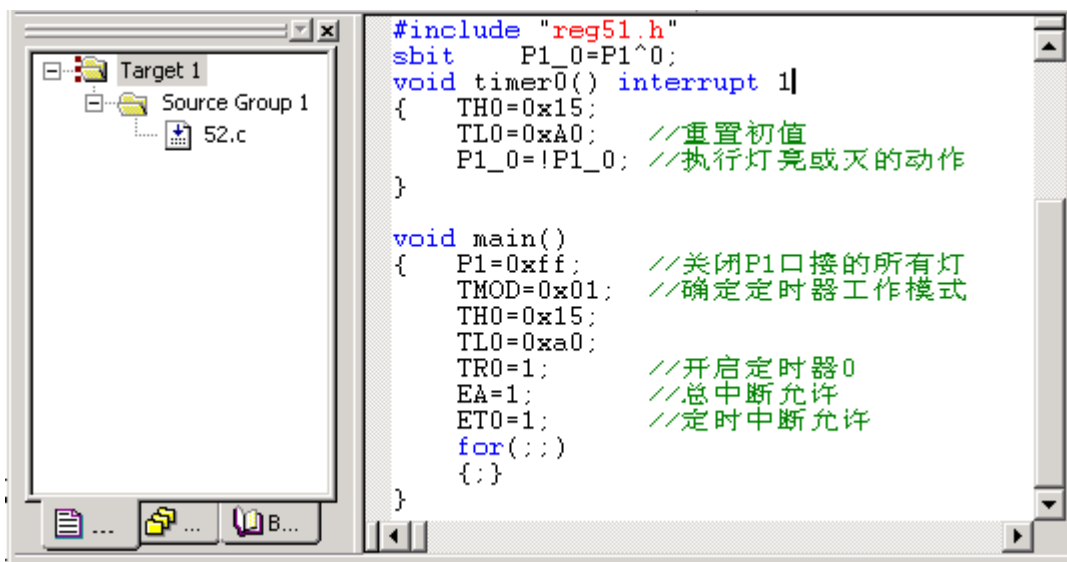 Target 1
Source Group 1
52.c
...
...
B...
#include "reg51.h"
sbit    P1_0=P1^0;
void timer0() interrupt 1
{   TH0=0x15;
    TL0=0xA0;    //重置初值
    P1_0=!P1_0; //执行灯亮或灭的动作
}
void main()
{   P1=0xff;    //关闭P1口接的所有灯
    TMOD=0x01;  //确定定时器工作模式
    TH0=0x15;
    TL0=0xa0;
    TR0=1;      //开启定时器0
    EA=1;       //总中断允许
    ET0=1;      //定时中断允许
    for(;;)
    {;}
}